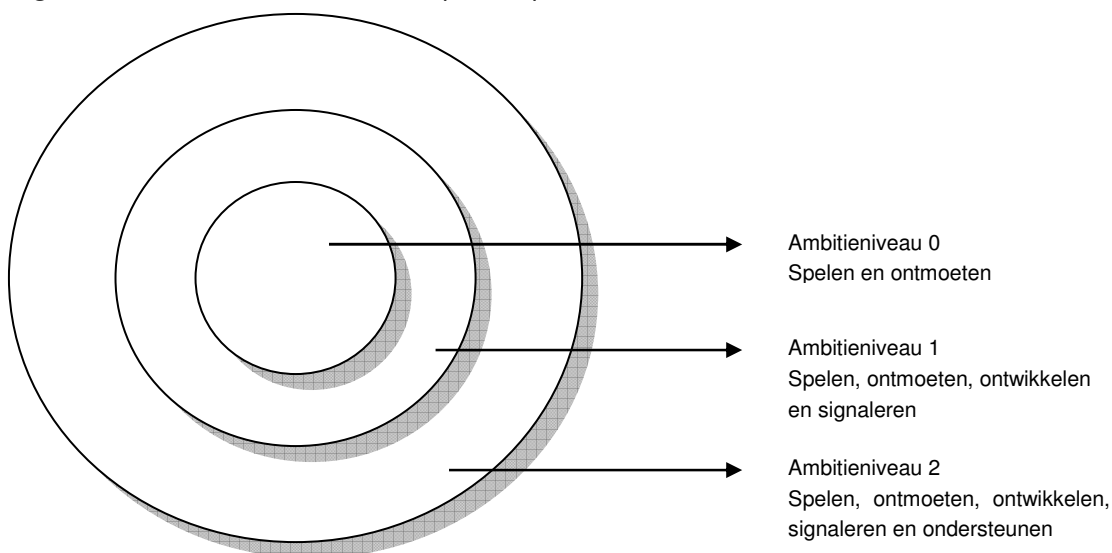 Ambitieniveau 0
Spelen en ontmoeten
Ambitieniveau 1
Spelen, ontmoeten, ontwikkelen
en signaleren
Ambitieniveau 2
Spelen, ontmoeten, ontwikkelen,
signaleren en ondersteunen